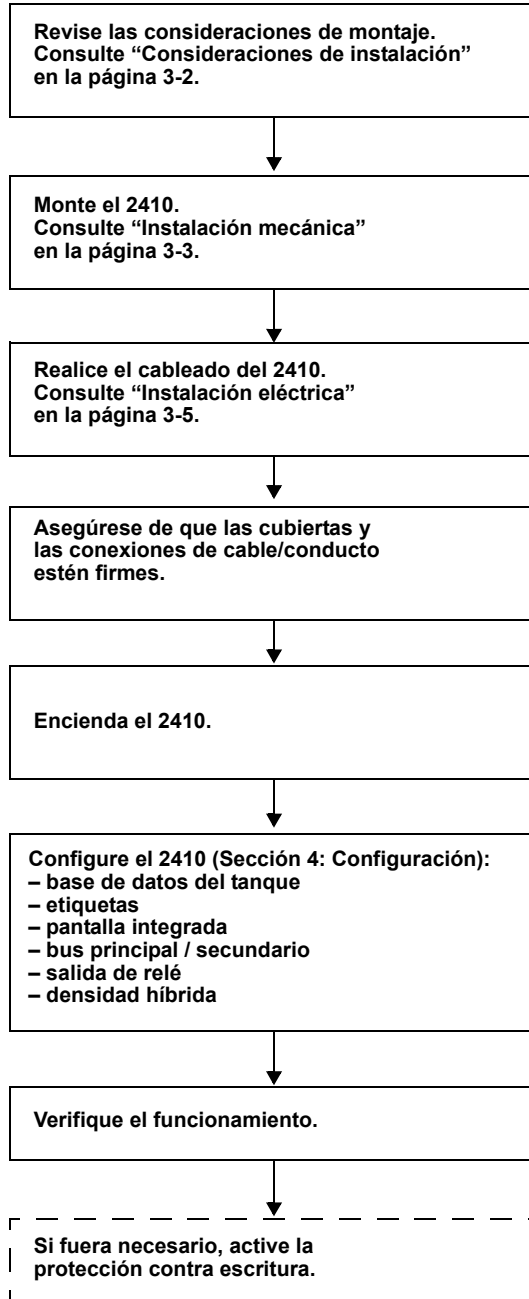 Revise las consideraciones de montaje.
Consulte “Consideraciones de instalación”
en la página 3-2.
Monte el 2410.
Consulte “Instalación mecánica”
en la página 3-3.
Realice el cableado del 2410.
Consulte “Instalación eléctrica”
en la página 3-5.
Asegúrese de que las cubiertas y
las conexiones de cable/conducto
estén firmes.
Encienda el 2410.
Configure el 2410 (Sección 4: Configuración):
– base de datos del tanque
– etiquetas
– pantalla integrada
– bus principal / secundario
– salida de relé
– densidad híbrida
Verifique el funcionamiento.
Si fuera necesario, active la
protección contra escritura.